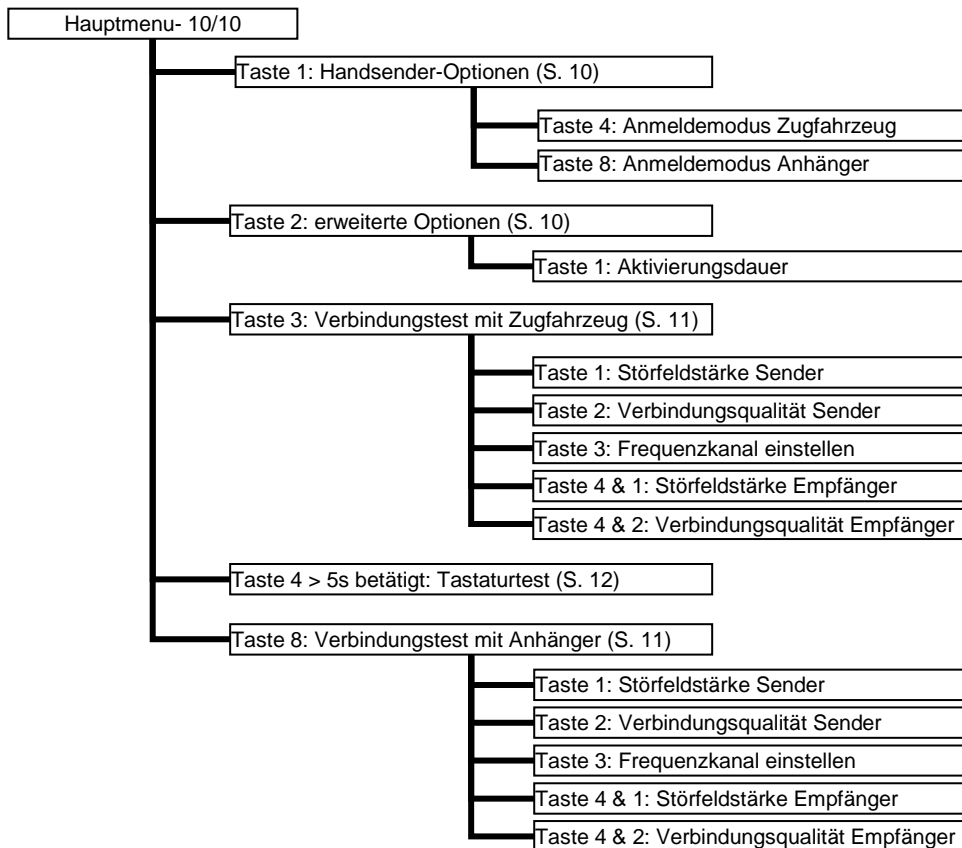 Hauptmenu- 10/10
Taste 1: Handsender-Optionen (S. 10)
Taste 4: Anmeldemodus Zugfahrzeug
Taste 8: Anmeldemodus Anhänger
Taste 2: erweiterte Optionen (S. 10)
Taste 1: Aktivierungsdauer
Taste 3: Verbindungstest mit Zugfahrzeug (S. 11)
Taste 1: Störfeldstärke Sender
Taste 2: Verbindungsqualität Sender
Taste 3: Frequenzkanal einstellen
Taste 4 & 1: Störfeldstärke Empfänger
Taste 4 & 2: Verbindungsqualität Empfänger
Taste 4 > 5s betätigt: Tastaturtest (S. 12)
Taste 8: Verbindungstest mit Anhänger (S. 11)
Taste 1: Störfeldstärke Sender
Taste 2: Verbindungsqualität Sender
Taste 3: Frequenzkanal einstellen
Taste 4 & 1: Störfeldstärke Empfänger
Taste 4 & 2: Verbindungsqualität Empfänger